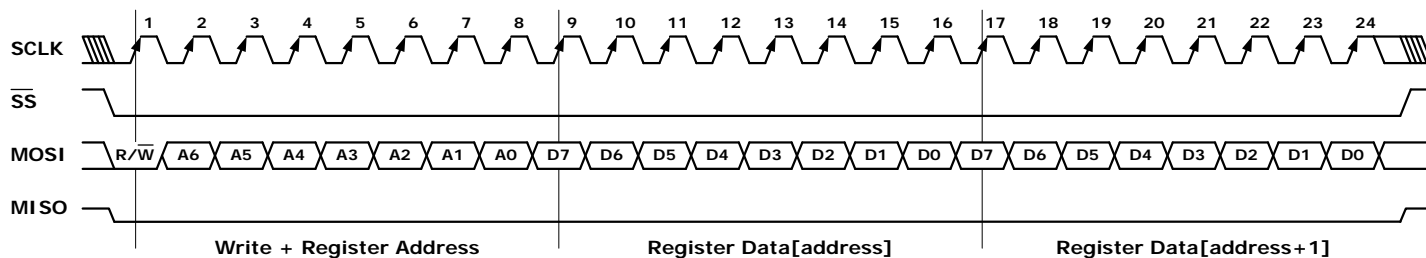 1 2 3 4 5 6 7 8 9 10 11 12 13 14 15 16 17 18 19 20 21 22 23 24
SCLK
S̅S̅
MOSI R/W̅ A6 A5 A4 A3 A2 A1 A0 D7 D6 D5 D4 D3 D2 D1 D0 D7 D6 D5 D4 D3 D2 D1 D0
MISO
Write + Register Address Register Data[address] Register Data[address+1]